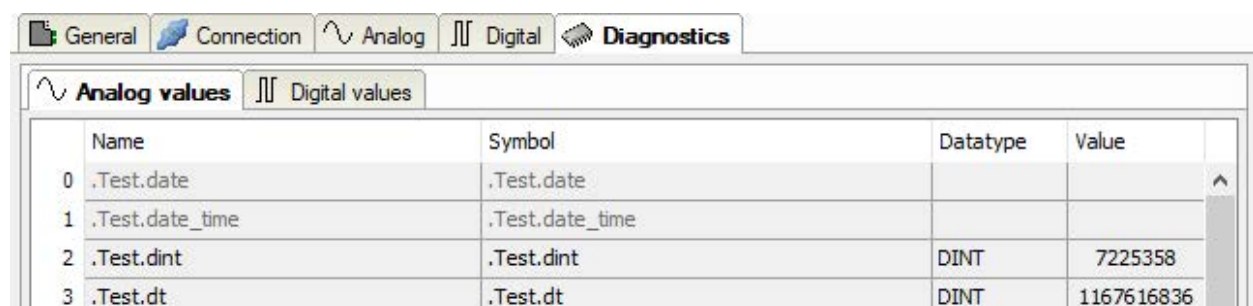 General Connection Analog Digital Diagnostics
Analog values Digital values
Name Symbol Datatype Value
0 .Test.date .Test.date
1 .Test.date_time .Test.date_time
2 .Test.dint .Test.dint DINT 7225358
3 .Test.dt .Test.dt DINT 1167616836